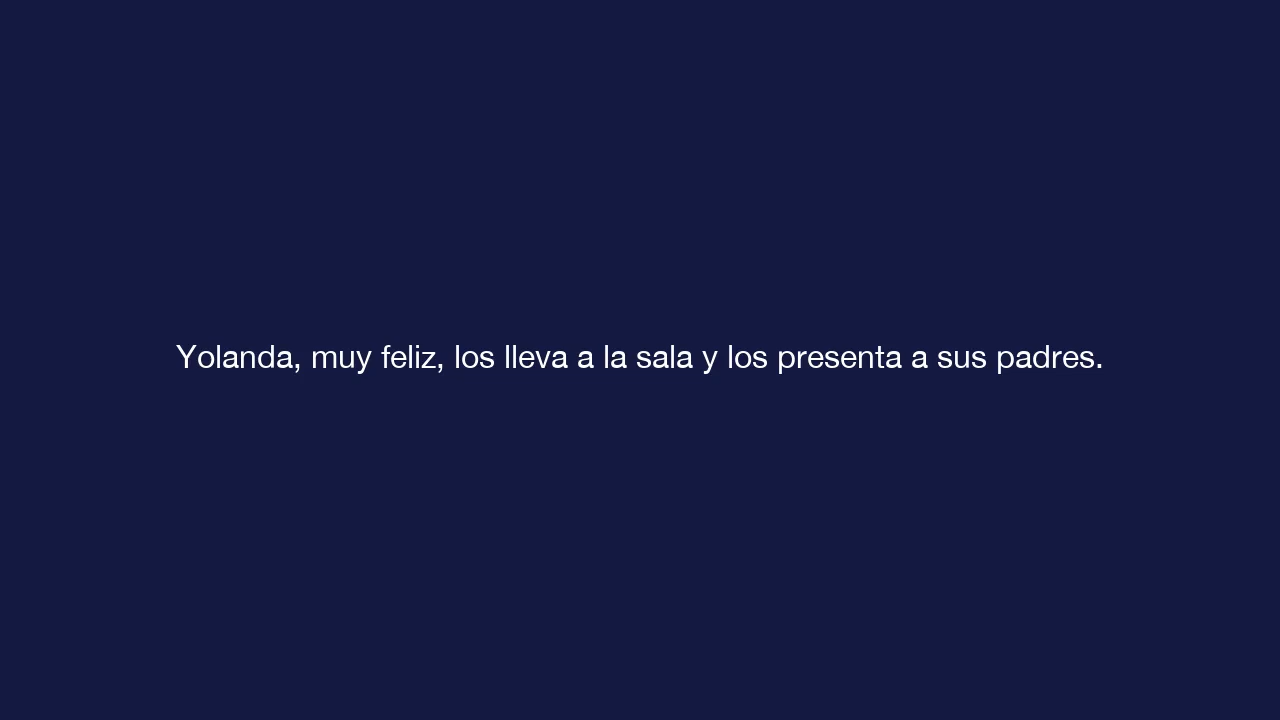 Yolanda, muy feliz, los lleva a la sala y los presenta a sus padres.